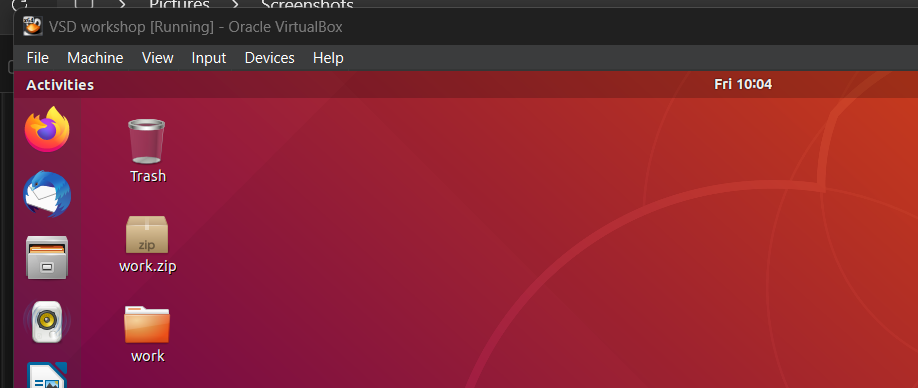 Pictures > Screenshots
VSD workshop [Running] - Oracle VirtualBox
File Machine View Input Devices Help
Activities
Fri 10:04
Trash
zip
work.zip
work